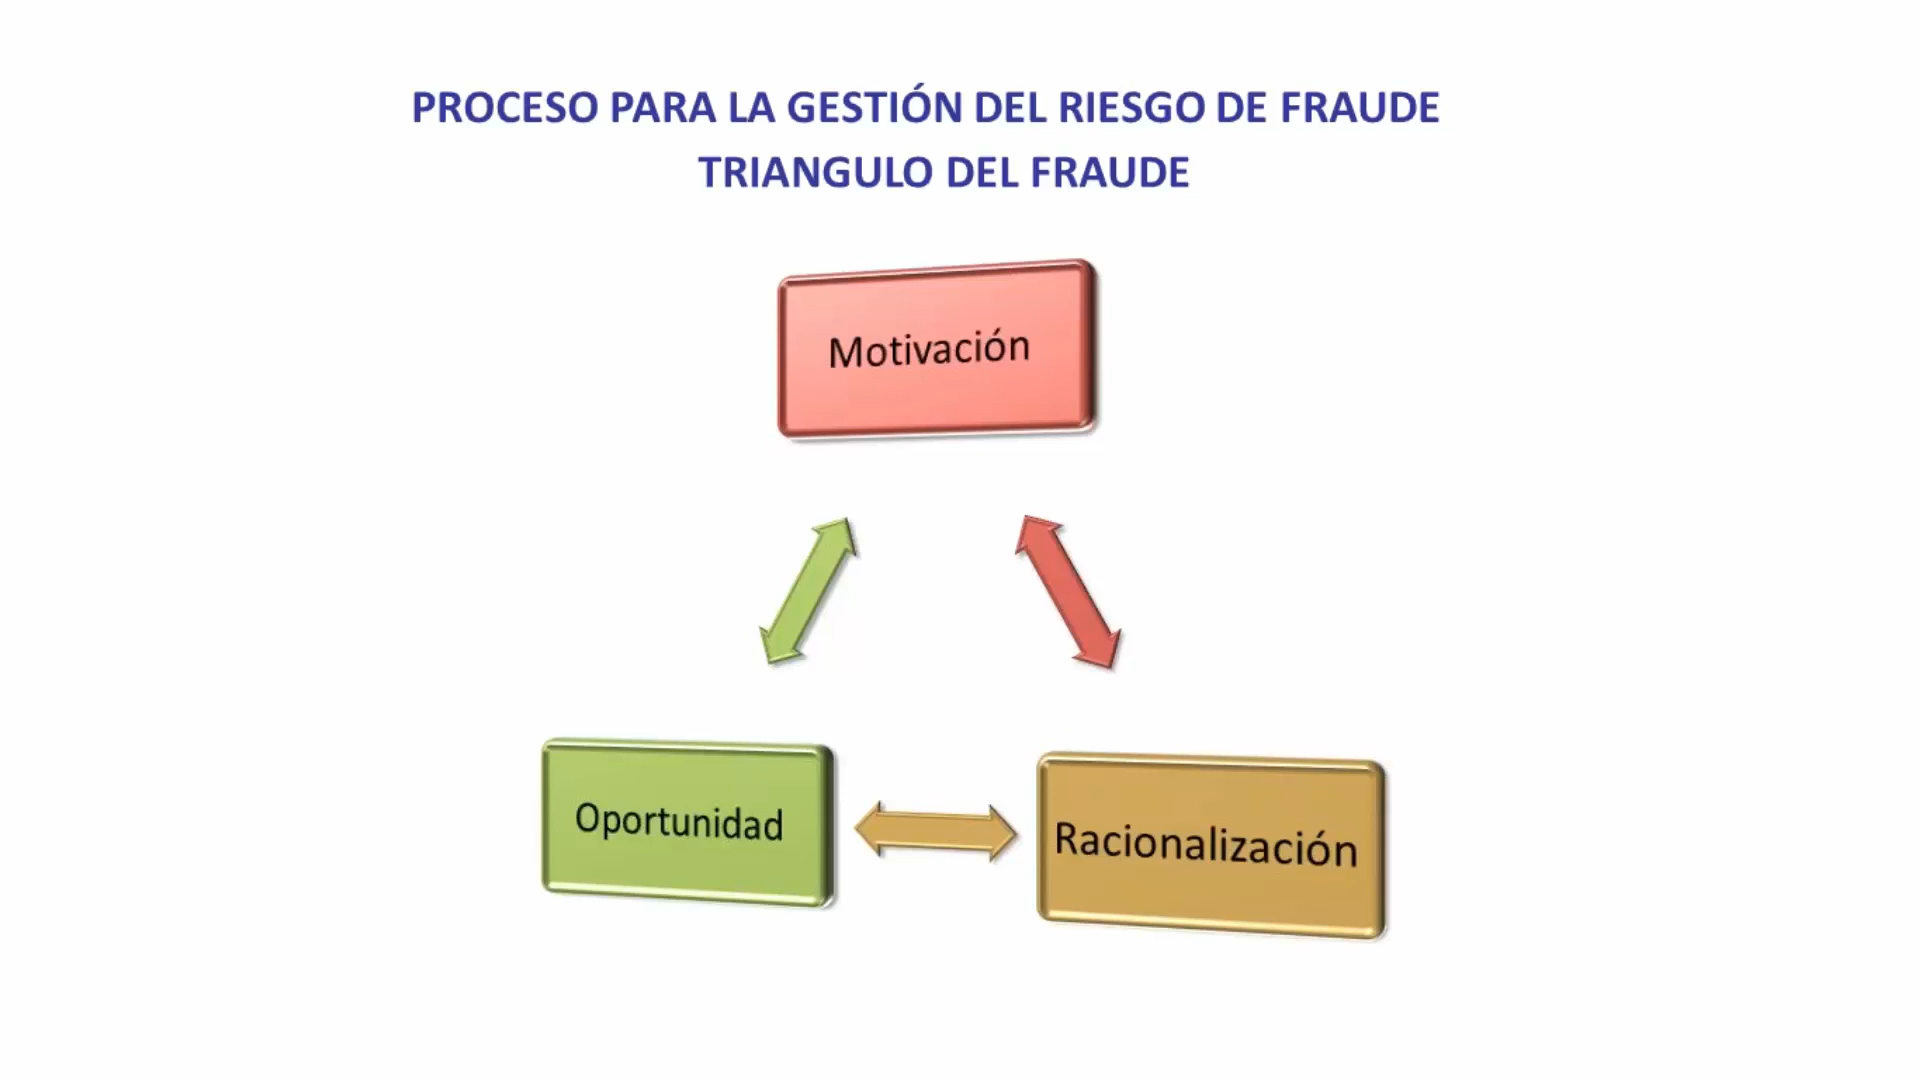 PROCESO PARA LA GESTIÓN DEL RIESGO DE FRAUDE
TRIANGULO DEL FRAUDE
Motivación
Oportunidad
Racionalización